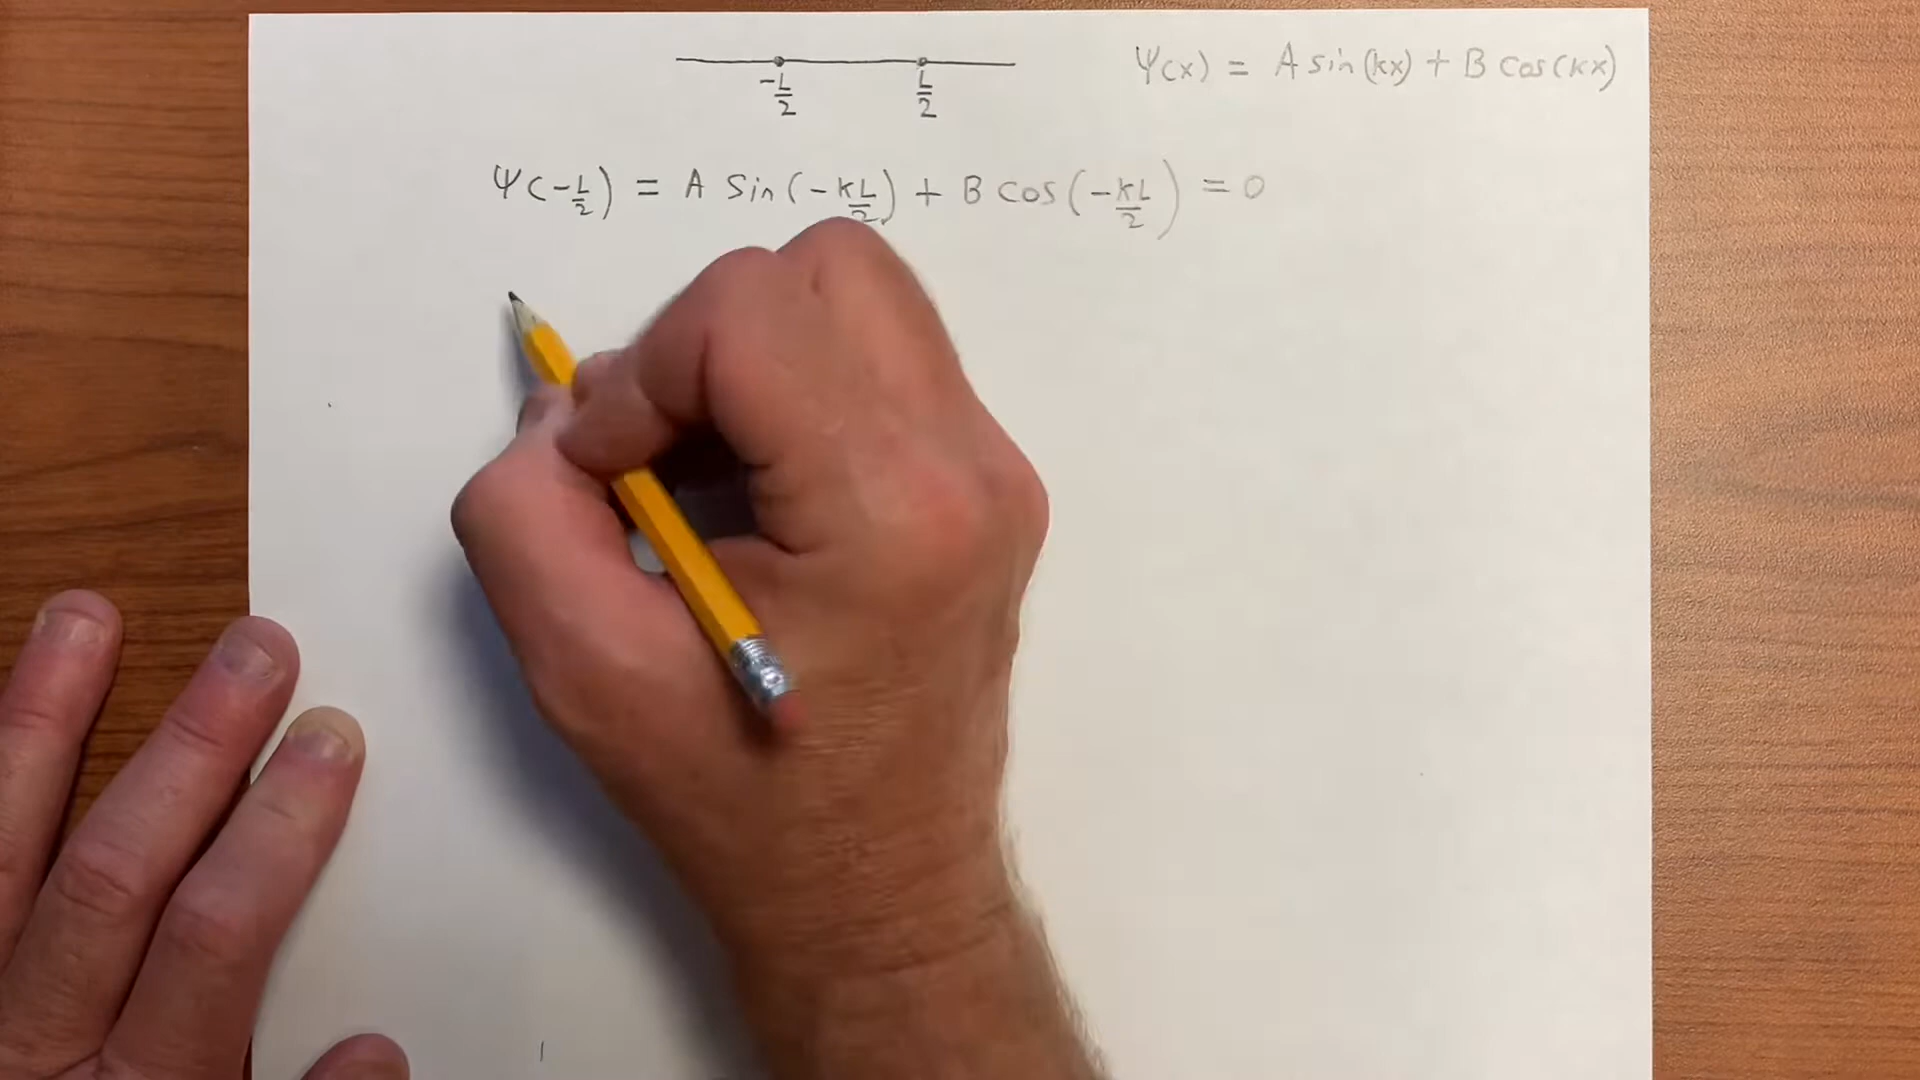 -L/2 L/2 Ψ(x) = A sin(kx) + B cos(kx)
Ψ(-L/2) = A sin(-kL/2) + B cos(-kL/2) = 0